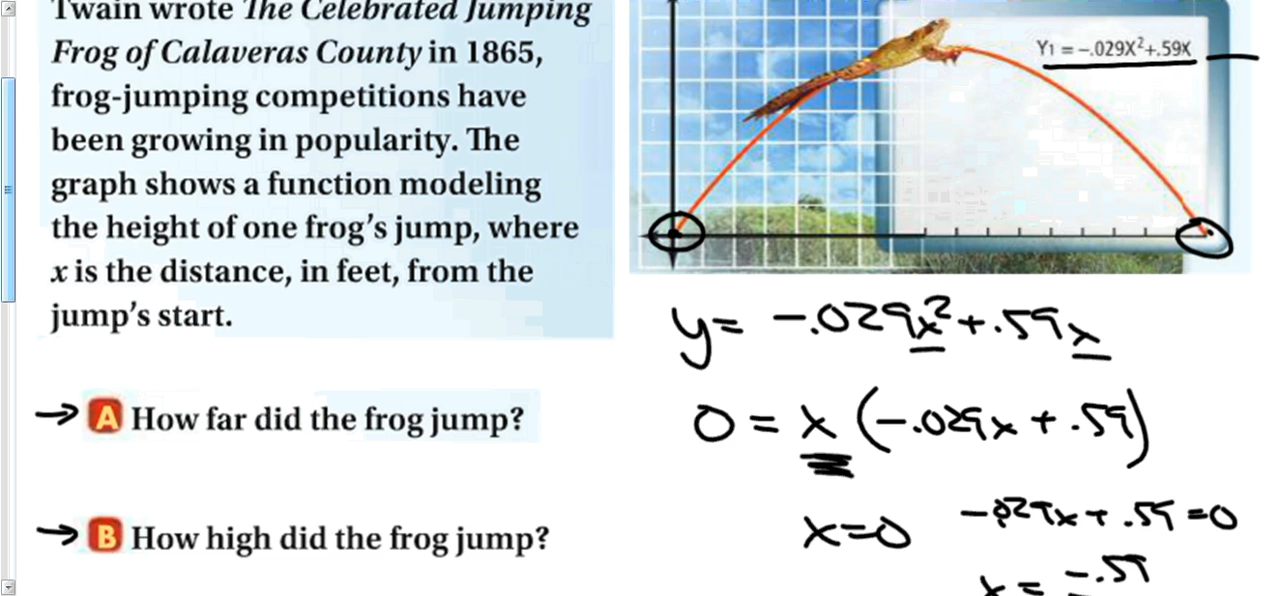 Twain wrote The Celebrated Jumping
Frog of Calaveras County in 1865,
frog-jumping competitions have
been growing in popularity. The
graph shows a function modeling
the height of one frog's jump, where
x is the distance, in feet, from the
jump's start.
→ A How far did the frog jump?
→ B How high did the frog jump?
Y1 = -.029X²+.59X
y = -.029x² + .59x
0 = x (-.029x + .59)
x=0
-.029x + .59 = 0
x = -.59